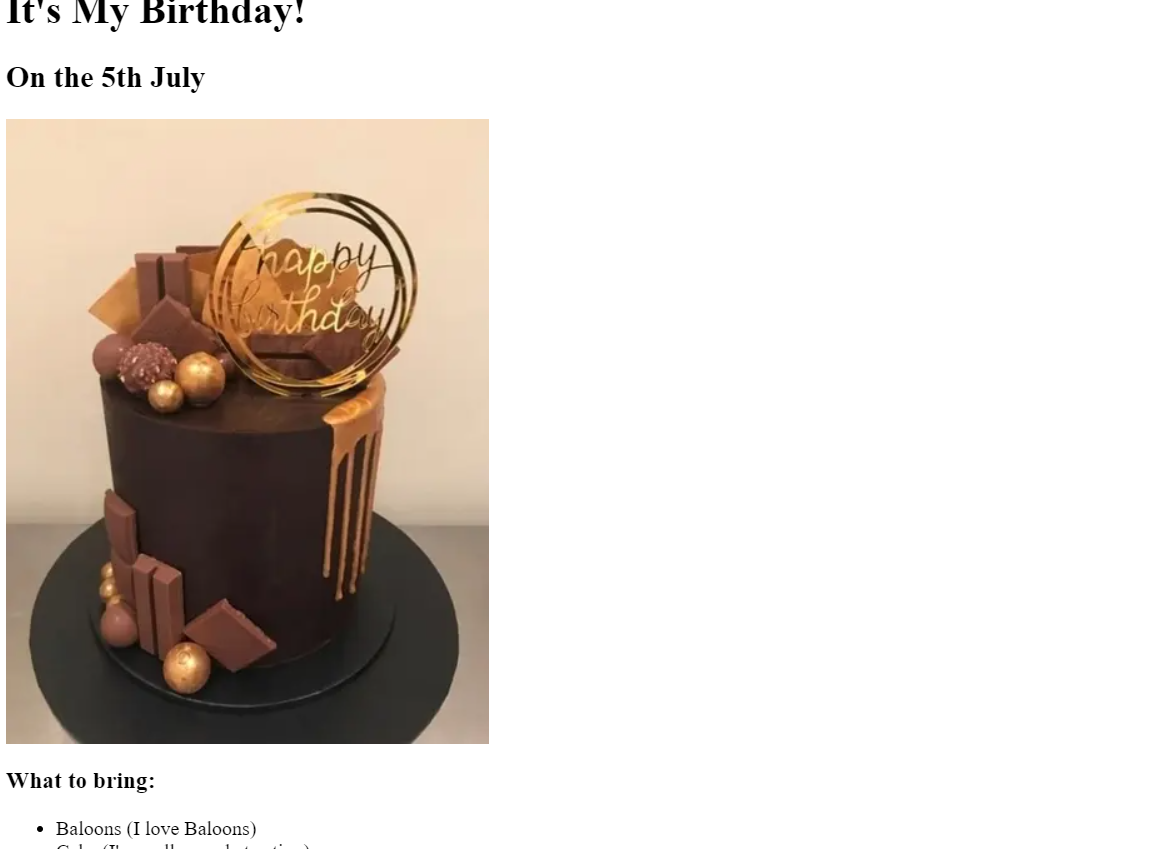 It's My Birthday!
On the 5th July
happy
birthday
What to bring:
Baloons (I love Baloons)